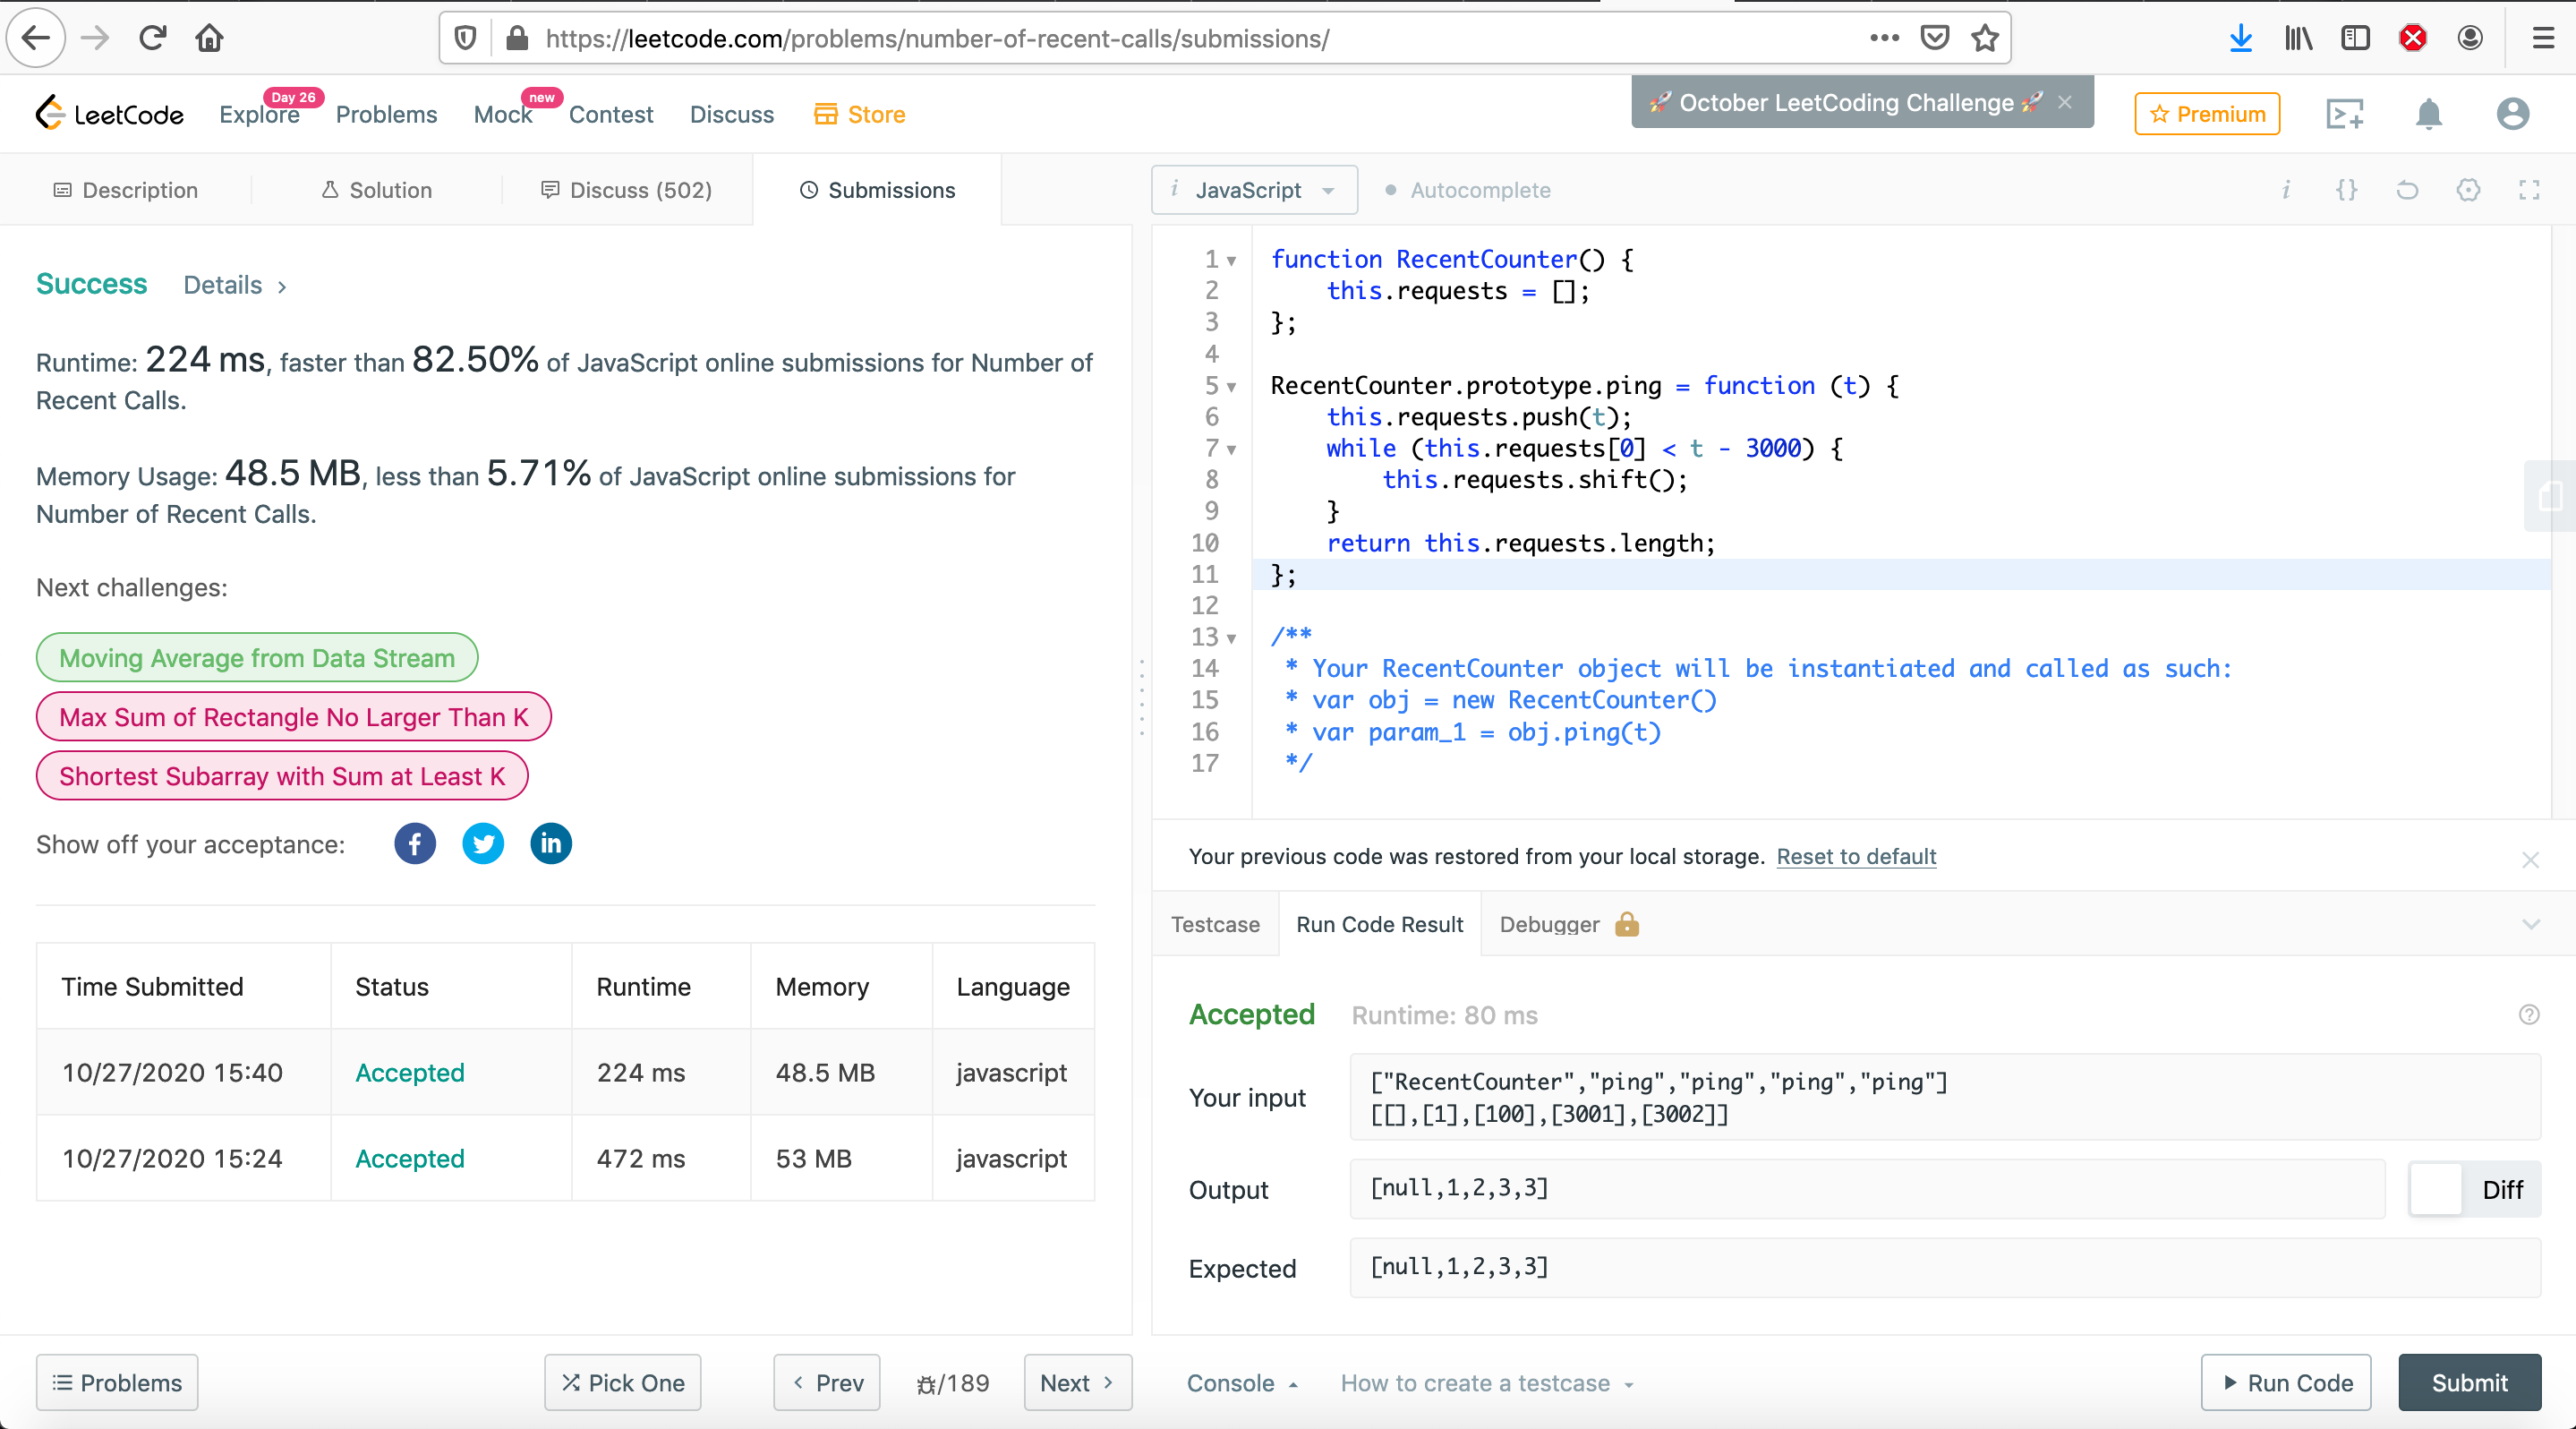 https://leetcode.com/problems/number-of-recent-calls/submissions/
LeetCode
Explore
Day 26
Problems
Mock
new
Contest
Discuss
Store
🚀 October LeetCoding Challenge 🚀 ×
Premium
Description
Solution
Discuss (502)
Submissions
Success Details >
Runtime: 224 ms, faster than 82.50% of JavaScript online submissions for Number of
Recent Calls.
Memory Usage: 48.5 MB, less than 5.71% of JavaScript online submissions for
Number of Recent Calls.
Next challenges:
Moving Average from Data Stream
Max Sum of Rectangle No Larger Than K
Shortest Subarray with Sum at Least K
Show off your acceptance:
Time Submitted Status Runtime Memory Language
10/27/2020 15:40 Accepted 224 ms 48.5 MB javascript
10/27/2020 15:24 Accepted 472 ms 53 MB javascript
Problems
Pick One
< Prev
/189
Next >
i JavaScript
Autocomplete
i {}
1 function RecentCounter() {
2     this.requests = [];
3 };
4
5 RecentCounter.prototype.ping = function (t) {
6     this.requests.push(t);
7     while (this.requests[0] < t - 3000) {
8         this.requests.shift();
9     }
10     return this.requests.length;
11 };
12
13 /**
14  * Your RecentCounter object will be instantiated and called as such:
15  * var obj = new RecentCounter()
16  * var param_1 = obj.ping(t)
17  */
Your previous code was restored from your local storage. Reset to default
Testcase Run Code Result Debugger
Accepted Runtime: 80 ms
Your input
["RecentCounter","ping","ping","ping","ping"]
[[],[1],[100],[3001],[3002]]
Output [null,1,2,3,3] Diff
Expected [null,1,2,3,3]
Console
How to create a testcase
Run Code
Submit